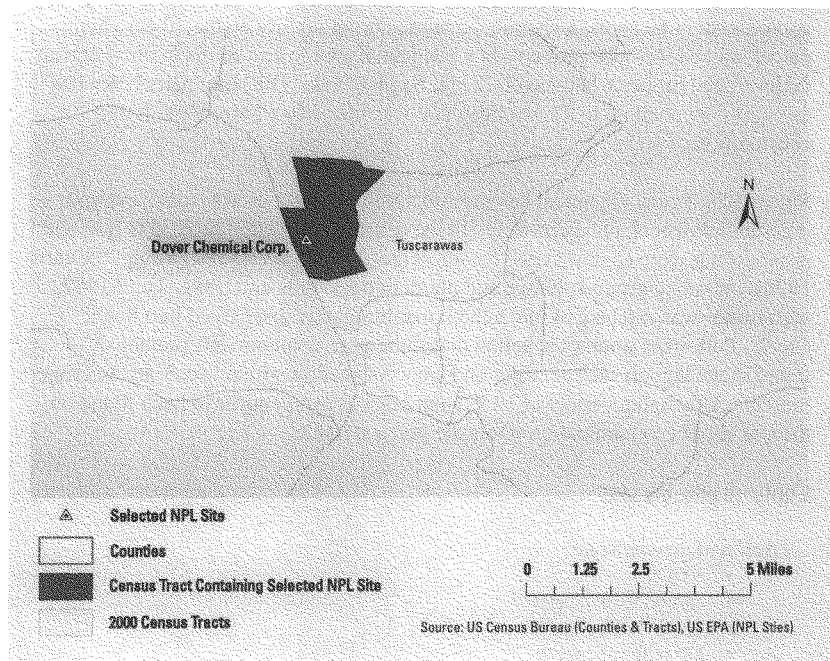 N
Dover Chemical Corp.
Tuscarawas
Selected NPL Site
Counties
Census Tract Containing Selected NPL Site
2000 Census Tracts
0 1.25 2.5 5 Miles
Source: US Census Bureau (Counties & Tracts), US EPA (NPL Sties)